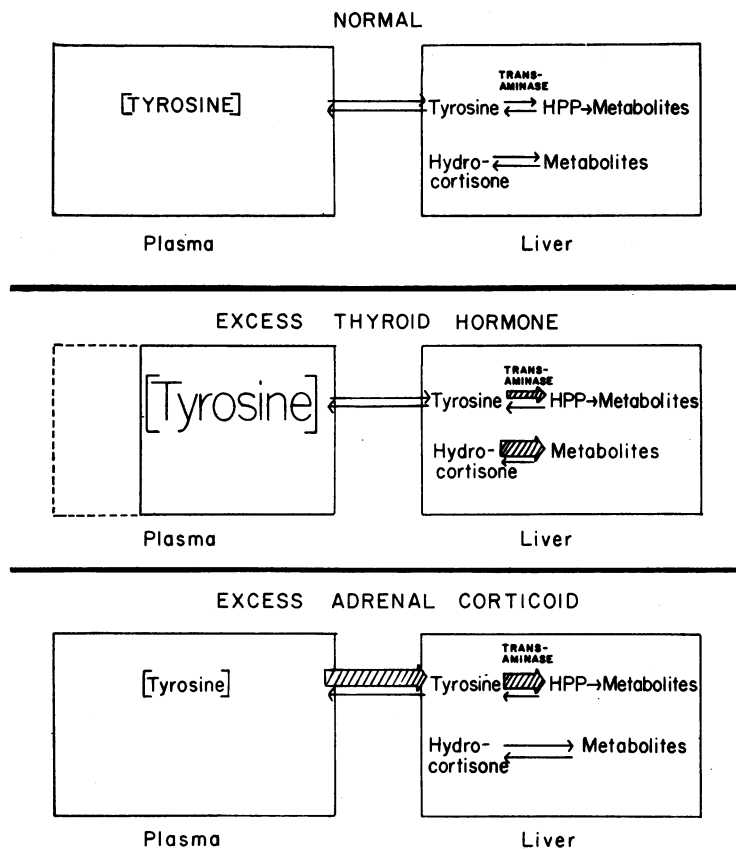 NORMAL
[TYROSINE]
TRANS-
AMINASE
Tyrosine HPP→Metabolites
Hydro-
cortisone Metabolites
Plasma Liver
EXCESS THYROID HORMONE
[Tyrosine]
TRANS-
AMINASE
Tyrosine HPP→Metabolites
Hydro-
cortisone Metabolites
Plasma Liver
EXCESS ADRENAL CORTICOID
[Tyrosine]
TRANS-
AMINASE
Tyrosine HPP→Metabolites
Hydro-
cortisone Metabolites
Plasma Liver